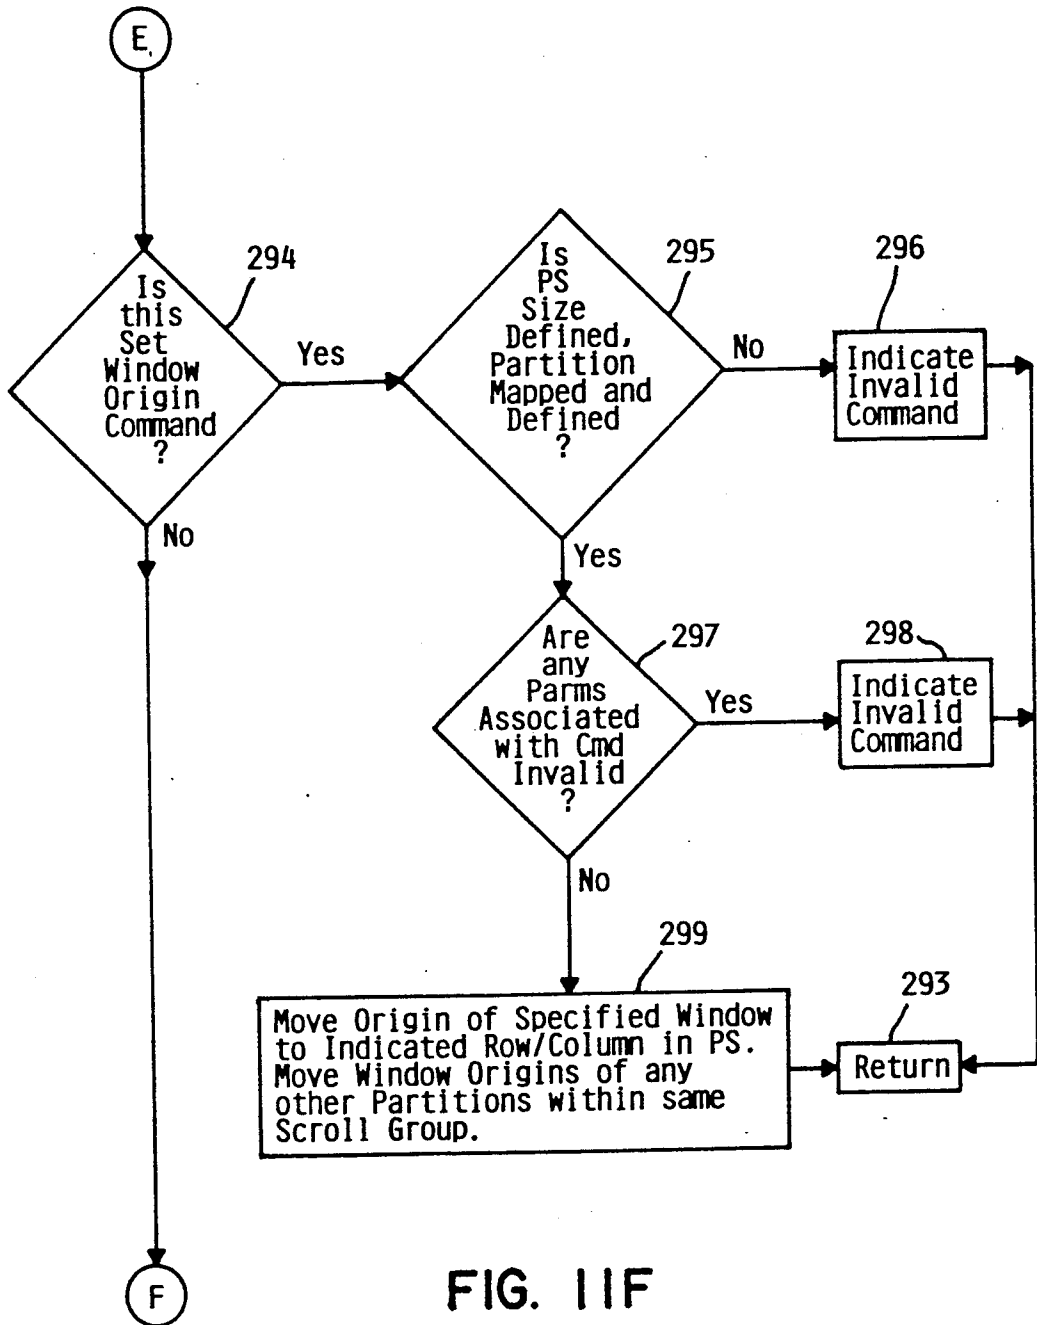 E
294
Is
this
Set
Window
Origin
Command
?
Yes
No
295
Is
PS
Size
Defined,
Partition
Mapped and
Defined
?
No
Yes
296
Indicate
Invalid
Command
297
Are
any
Parms
Associated
with Cmd
Invalid
?
Yes
No
298
Indicate
Invalid
Command
299
Move Origin of Specified Window
to Indicated Row/Column in PS.
Move Window Origins of any
other Partitions within same
Scroll Group.
293
Return
F
FIG. 11F